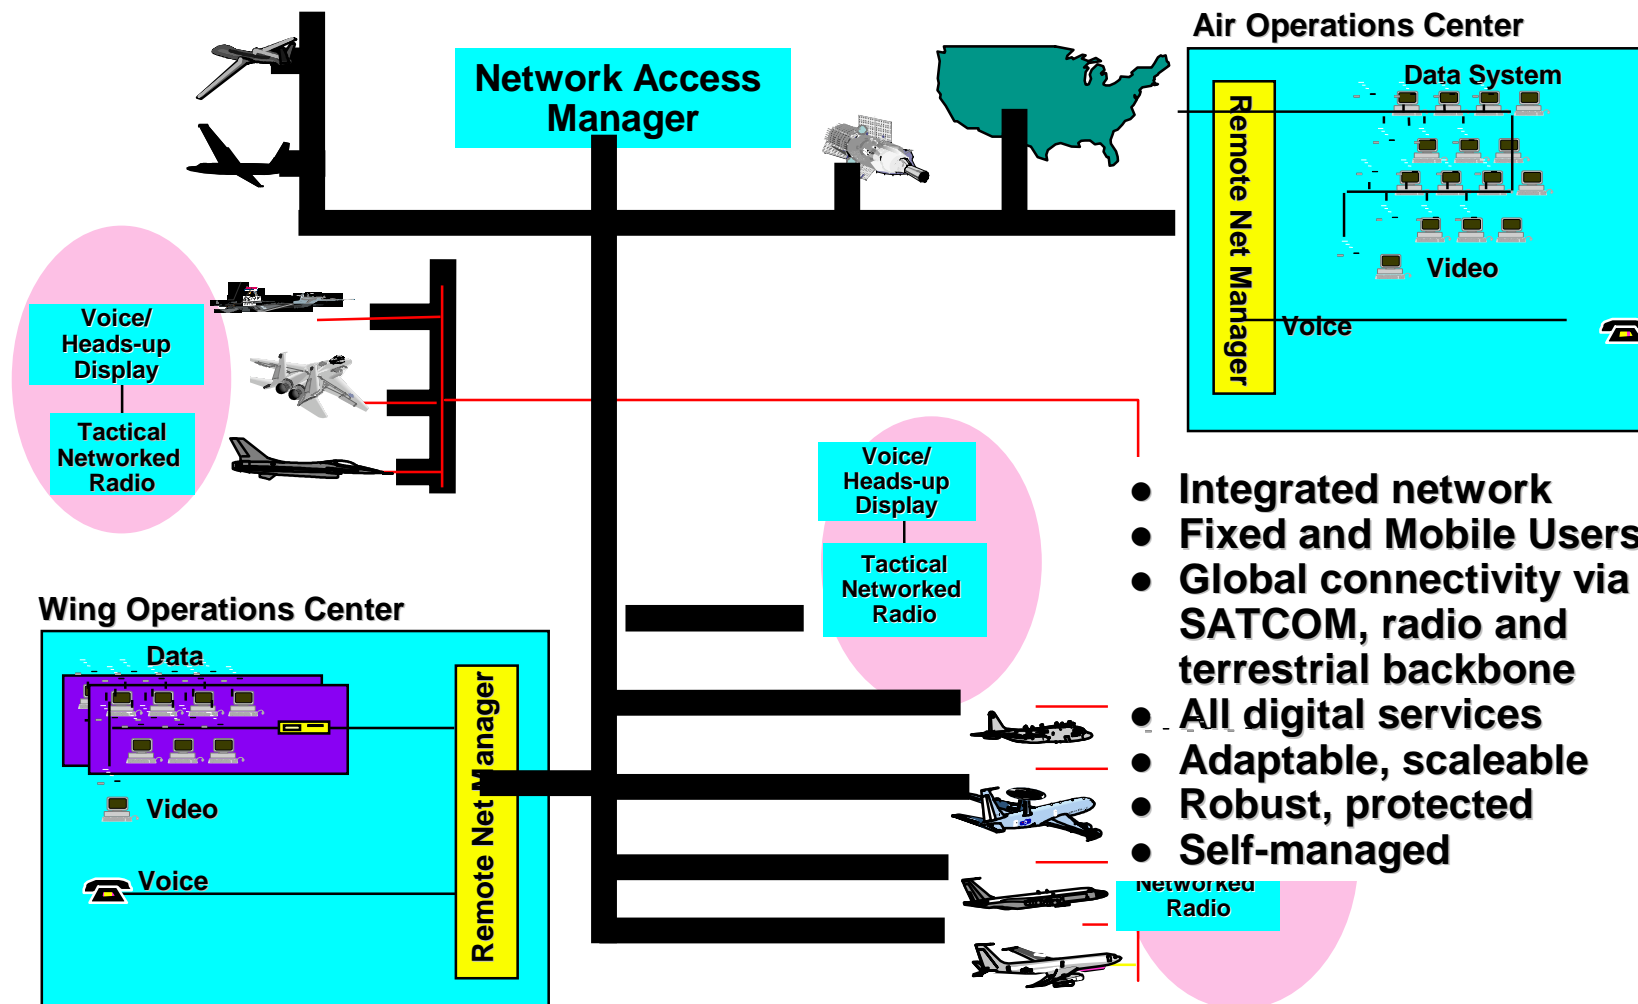 Air Operations Center
Network Access
Manager
Data System
Remote Net Manager
Video
Voice
Voice/
Heads-up
Display
Tactical
Networked
Radio
Voice/
Heads-up
Display
Tactical
Networked
Radio
● Integrated network
● Fixed and Mobile Users
● Global connectivity via
SATCOM, radio and
terrestrial backbone
● All digital services
● Adaptable, scaleable
● Robust, protected
● Self-managed
Networked
Radio
Wing Operations Center
Data
Video
Voice
Remote Net Manager